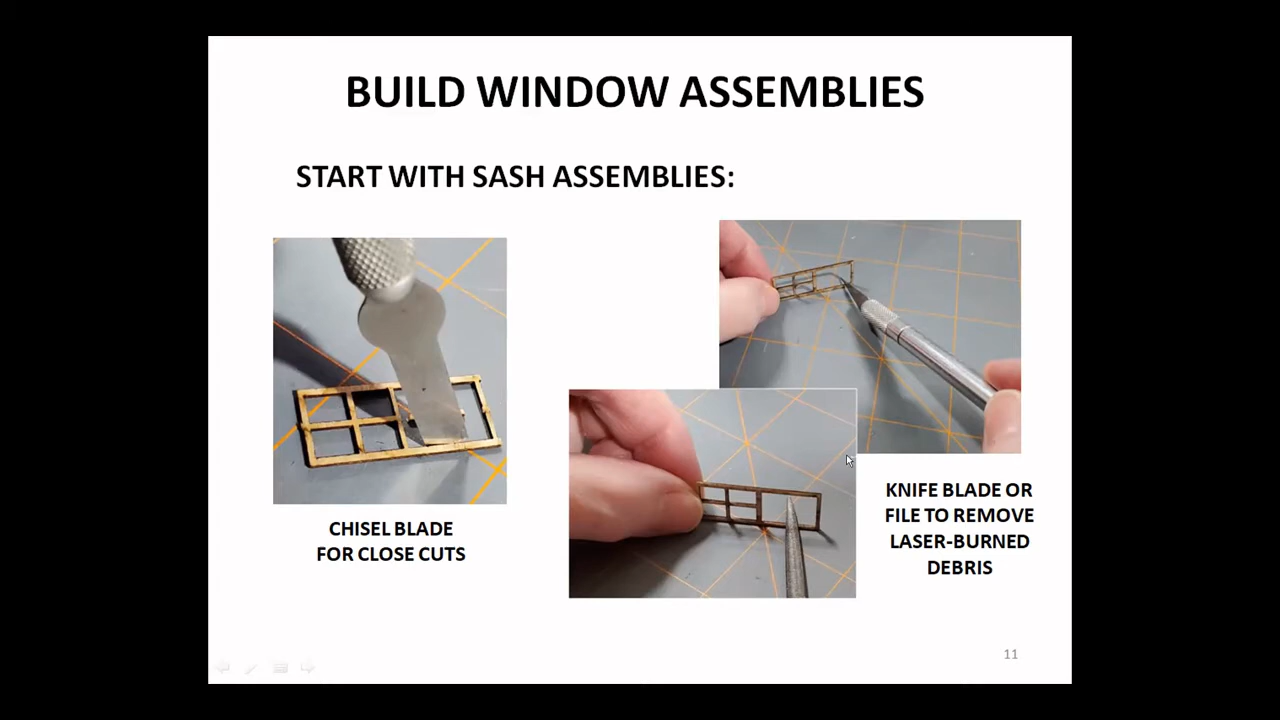 BUILD WINDOW ASSEMBLIES
START WITH SASH ASSEMBLIES:
CHISEL BLADE
FOR CLOSE CUTS
KNIFE BLADE OR
FILE TO REMOVE
LASER-BURNED
DEBRIS
11